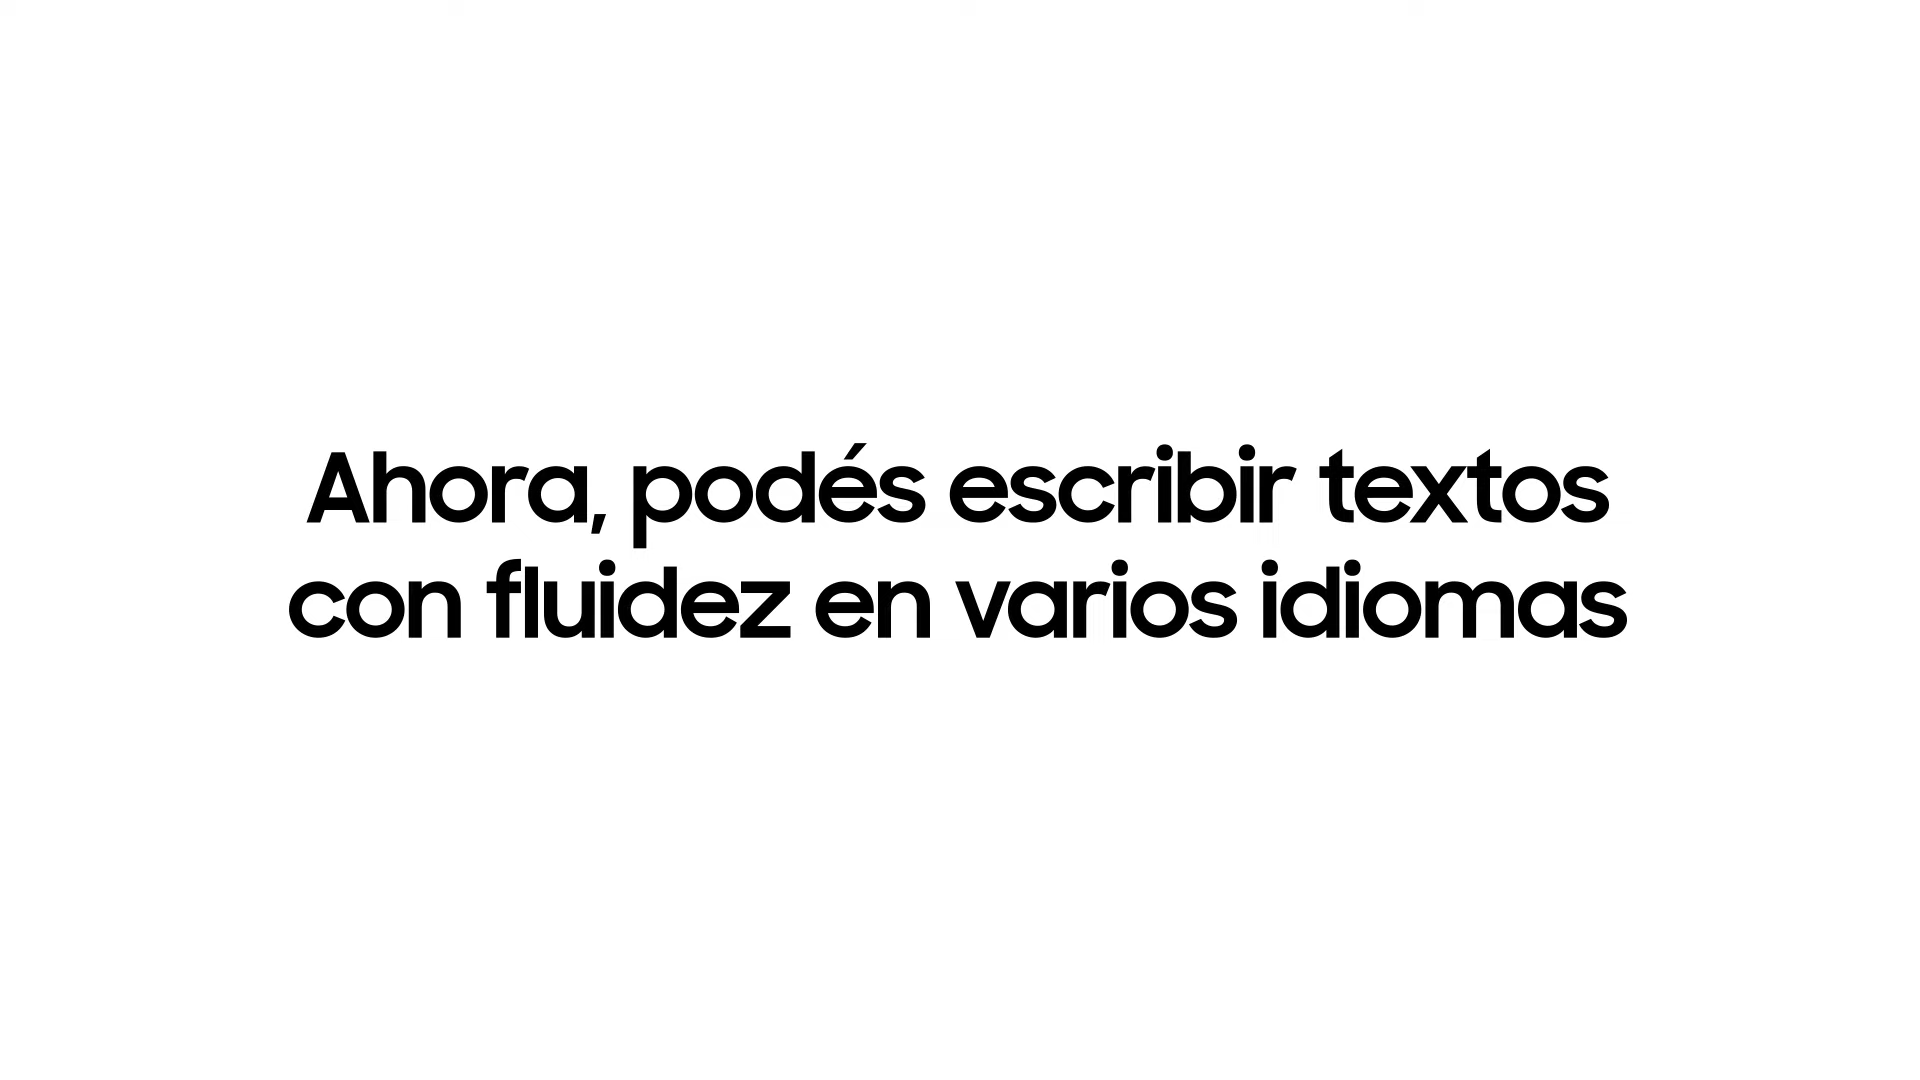 Ahora, podés escribir textos
con fluidez en varios idiomas